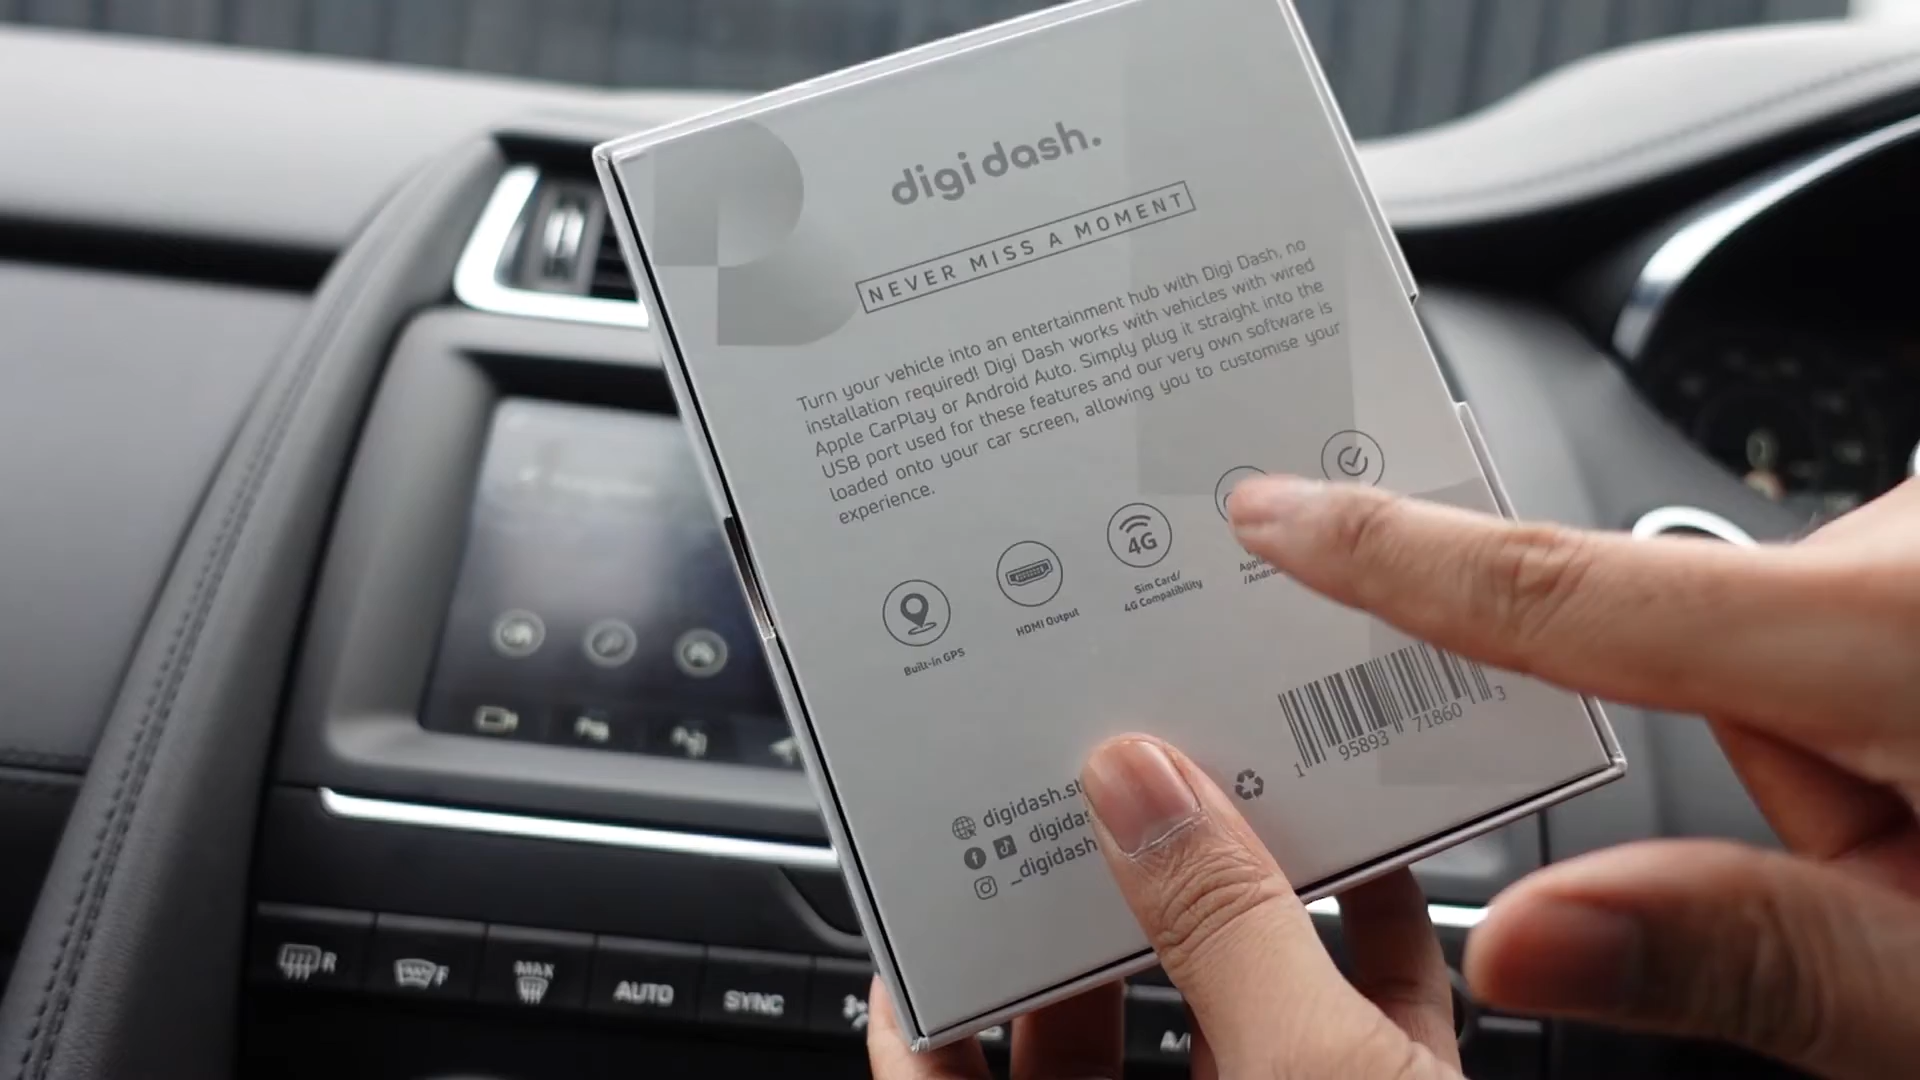 digi dash.
NEVER MISS A MOMENT
Turn your vehicle into an entertainment hub with Digi Dash, no
installation required! Digi Dash works with vehicles with wired
Apple CarPlay or Android Auto. Simply plug it straight into the
USB port used for these features and our very own software is
loaded onto your car screen, allowing you to customise your
experience.
4G
Built-in GPS
HDMI Output
Sim Card/
4G Compatibility
1 95893 71860 3
_digidash
R
F
MAX
AUTO
SYNC